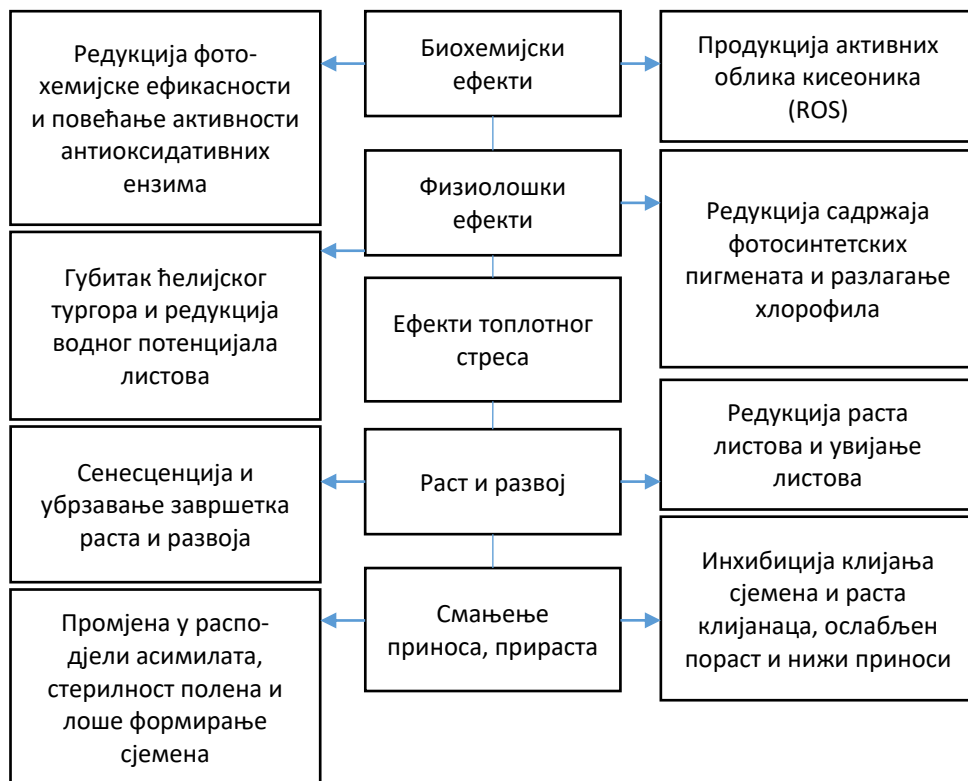 Редукција фото-
хемијске ефикасности
и повећање активности
антиоксидативних
ензима
Биохемијски
ефекти
Продукција активних
облика кисеоника
(ROS)
Губитак ћелијског
тургора и редукција
водног потенцијала
листова
Физиолошки
ефекти
Редукција садржаја
фотосинтетских
пигмената и разлагање
хлорофила
Ефекти топлотног
стреса
Сенесценција и
убрзавање завршетка
раста и развоја
Раст и развој
Редукција раста
листова и увијање
листова
Промјена у распо-
дјели асимилата,
стерилност полена и
лоше формирање
сјемена
Смањење
приноса, прираста
Инхибиција клијања
сјемена и раста
клијанаца, ослабљен
пораст и нижи приноси